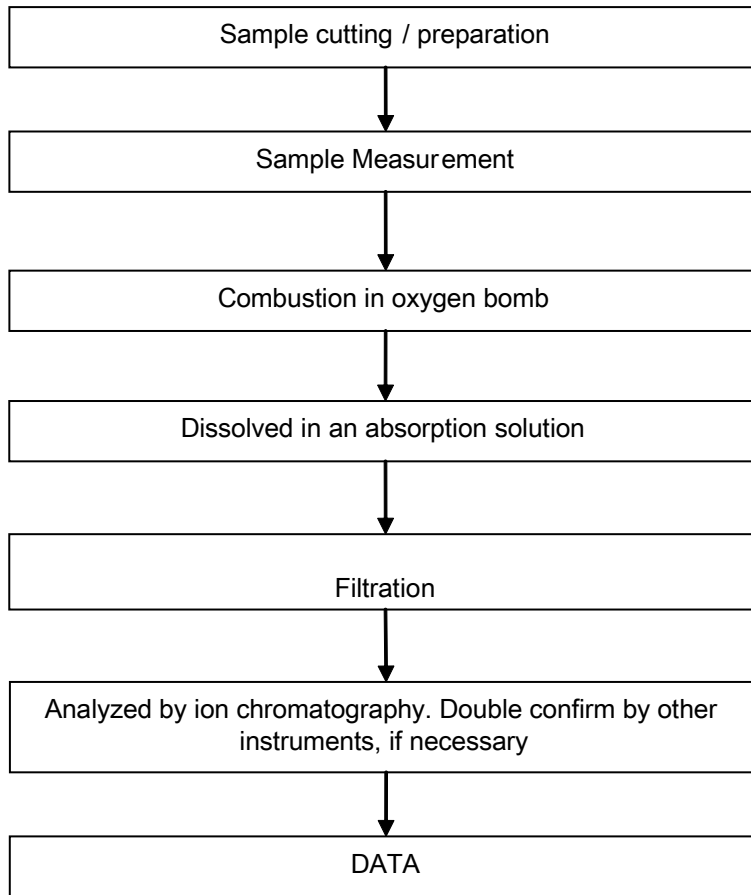 Sample cutting / preparation
Sample Measurement
Combustion in oxygen bomb
Dissolved in an absorption solution
Filtration
Analyzed by ion chromatography. Double confirm by other
instruments, if necessary
DATA